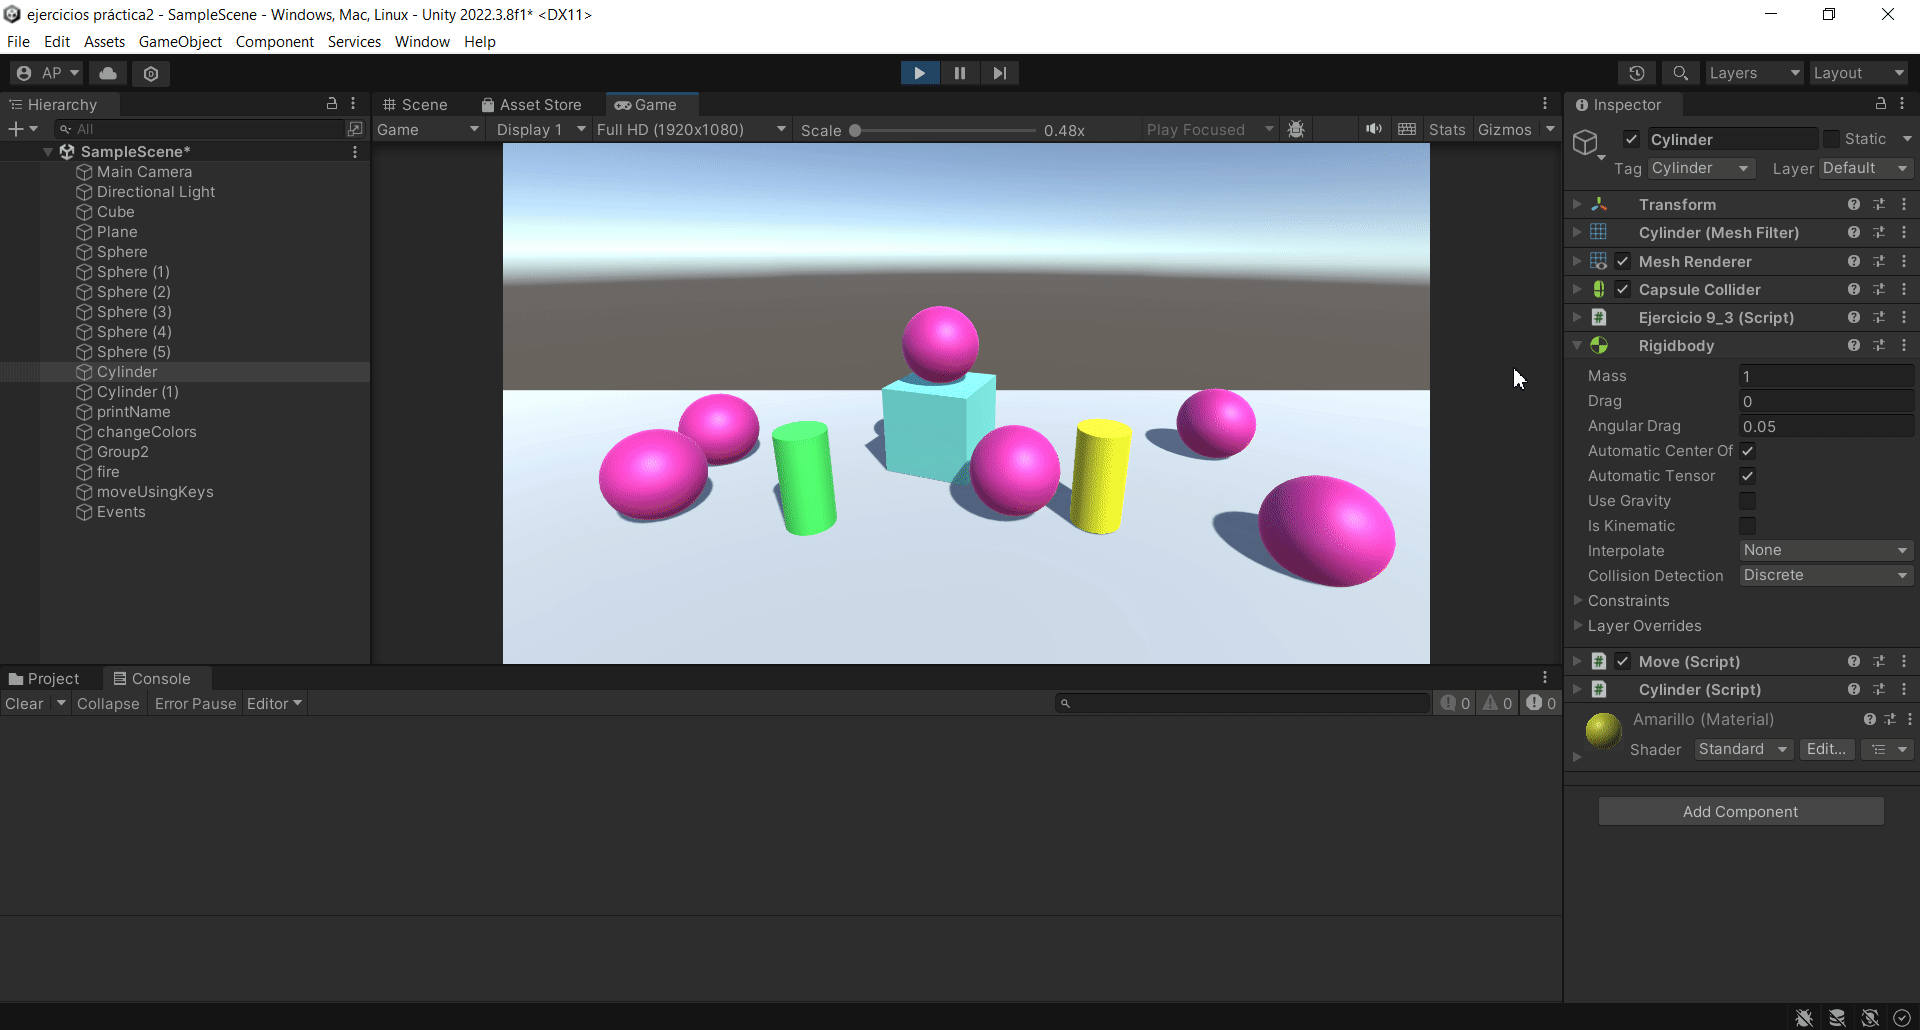 ejercicios práctica2 - SampleScene - Windows, Mac, Linux - Unity 2022.3.8f1* <DX11>
File Edit Assets GameObject Component Services Window Help
AP
Layers
Layout
Hierarchy
All
SampleScene*
Main Camera
Directional Light
Cube
Plane
Sphere
Sphere (1)
Sphere (2)
Sphere (3)
Sphere (4)
Sphere (5)
Cylinder
Cylinder (1)
printName
changeColors
Group2
fire
moveUsingKeys
Events
Scene Asset Store Game
Game Display 1 Full HD (1920x1080) Scale 0.48x Play Focused Stats Gizmos
Inspector
Cylinder Static
Tag Cylinder Layer Default
Transform
Cylinder (Mesh Filter)
Mesh Renderer
Capsule Collider
Ejercicio 9_3 (Script)
Rigidbody
Mass 1
Drag 0
Angular Drag 0.05
Automatic Center Of
Automatic Tensor
Use Gravity
Is Kinematic
Interpolate None
Collision Detection Discrete
Constraints
Layer Overrides
Move (Script)
Cylinder (Script)
Amarillo (Material)
Shader Standard Edit...
Add Component
Project Console
Clear Collapse Error Pause Editor 0 0 0